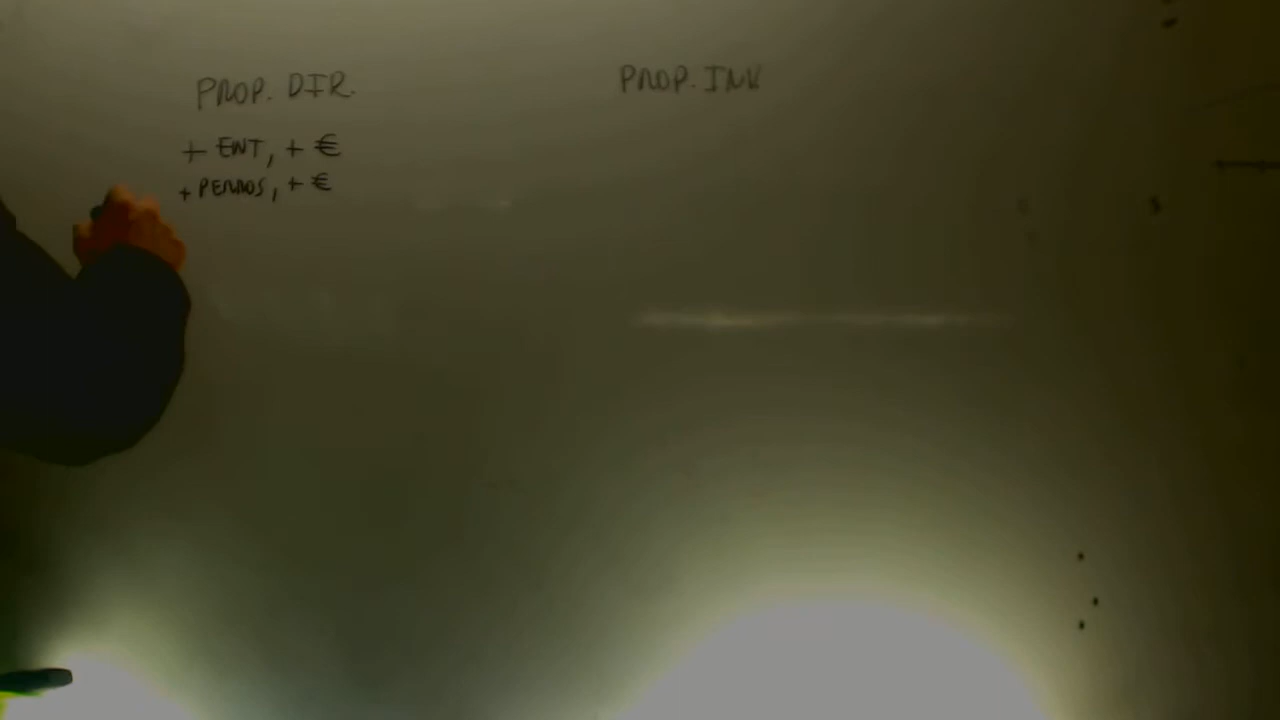 PROP. DIR.
PROP. INV
+ ENT, + €
+ PERROS, + €